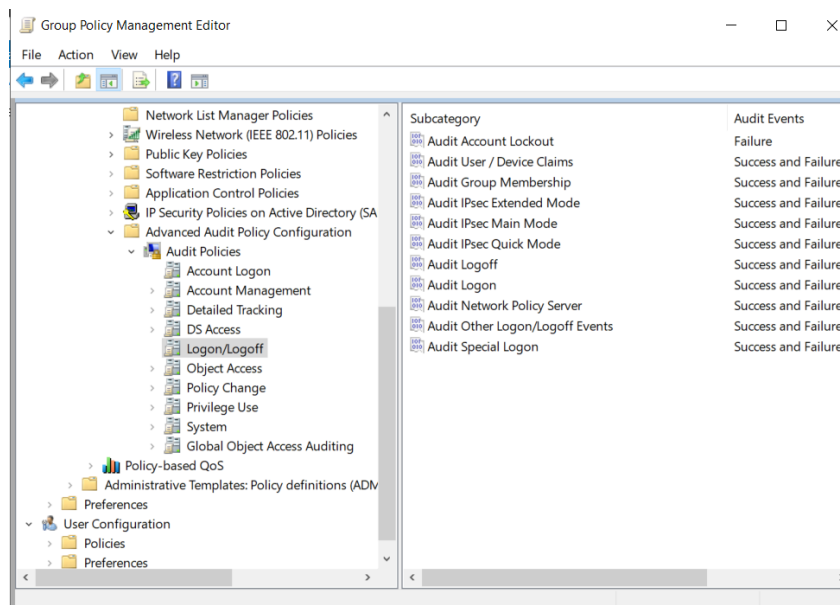 Group Policy Management Editor
File Action View Help
Network List Manager Policies
Wireless Network (IEEE 802.11) Policies
Public Key Policies
Software Restriction Policies
Application Control Policies
IP Security Policies on Active Directory (SA
Advanced Audit Policy Configuration
Audit Policies
Account Logon
Account Management
Detailed Tracking
DS Access
Logon/Logoff
Object Access
Policy Change
Privilege Use
System
Global Object Access Auditing
Policy-based QoS
Administrative Templates: Policy definitions (ADM
Preferences
User Configuration
Policies
Preferences
Subcategory Audit Events
Audit Account Lockout Failure
Audit User / Device Claims Success and Failure
Audit Group Membership Success and Failure
Audit IPsec Extended Mode Success and Failure
Audit IPsec Main Mode Success and Failure
Audit IPsec Quick Mode Success and Failure
Audit Logoff Success and Failure
Audit Logon Success and Failure
Audit Network Policy Server Success and Failure
Audit Other Logon/Logoff Events Success and Failure
Audit Special Logon Success and Failure